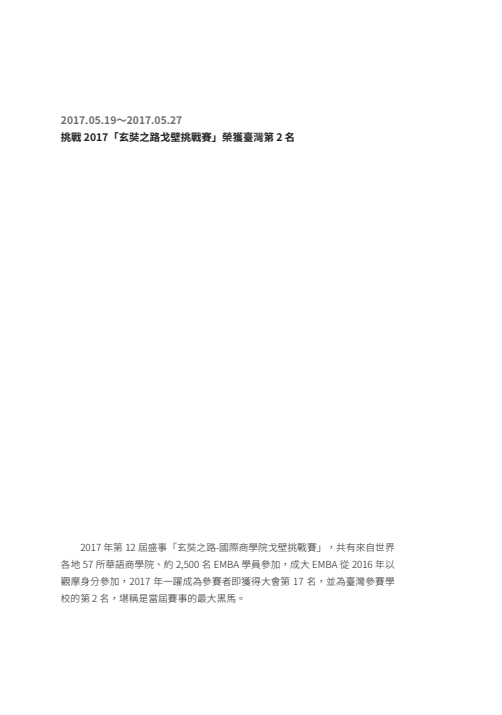 2017.05.19～2017.05.27
挑戰 2017「玄奘之路戈壁挑戰賽」榮獲臺灣第 2 名
2017 年第 12 屆盛事「玄奘之路-國際商學院戈壁挑戰賽」，共有來自世界
各地 57 所華語商學院、約 2,500 名 EMBA 學員參加，成大 EMBA 從 2016 年以
觀摩身分參加，2017 年一躍成為參賽者即獲得大會第 17 名，並為臺灣參賽學
校的第 2 名，堪稱是當屆賽事的最大黑馬。